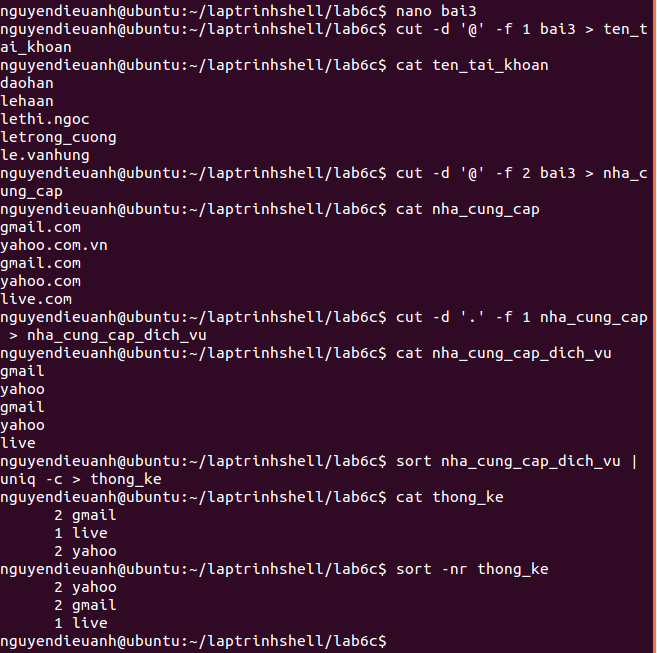 nguyendieuanh@ubuntu:~/laptrinhshell/lab6c$ nano bai3
nguyendieuanh@ubuntu:~/laptrinhshell/lab6c$ cut -d '@' -f 1 bai3 > ten_t
ai_khoan
nguyendieuanh@ubuntu:~/laptrinhshell/lab6c$ cat ten_tai_khoan
daohan
lehaan
lethi.ngoc
letrong_cuong
le.vanhung
nguyendieuanh@ubuntu:~/laptrinhshell/lab6c$ cut -d '@' -f 2 bai3 > nha_c
ung_cap
nguyendieuanh@ubuntu:~/laptrinhshell/lab6c$ cat nha_cung_cap
gmail.com
yahoo.com.vn
gmail.com
yahoo.com
live.com
nguyendieuanh@ubuntu:~/laptrinhshell/lab6c$ cut -d '.' -f 1 nha_cung_cap
 > nha_cung_cap_dich_vu
nguyendieuanh@ubuntu:~/laptrinhshell/lab6c$ cat nha_cung_cap_dich_vu
gmail
yahoo
gmail
yahoo
live
nguyendieuanh@ubuntu:~/laptrinhshell/lab6c$ sort nha_cung_cap_dich_vu |
uniq -c > thong_ke
nguyendieuanh@ubuntu:~/laptrinhshell/lab6c$ cat thong_ke
      2 gmail
      1 live
      2 yahoo
nguyendieuanh@ubuntu:~/laptrinhshell/lab6c$ sort -nr thong_ke
      2 yahoo
      2 gmail
      1 live
nguyendieuanh@ubuntu:~/laptrinhshell/lab6c$